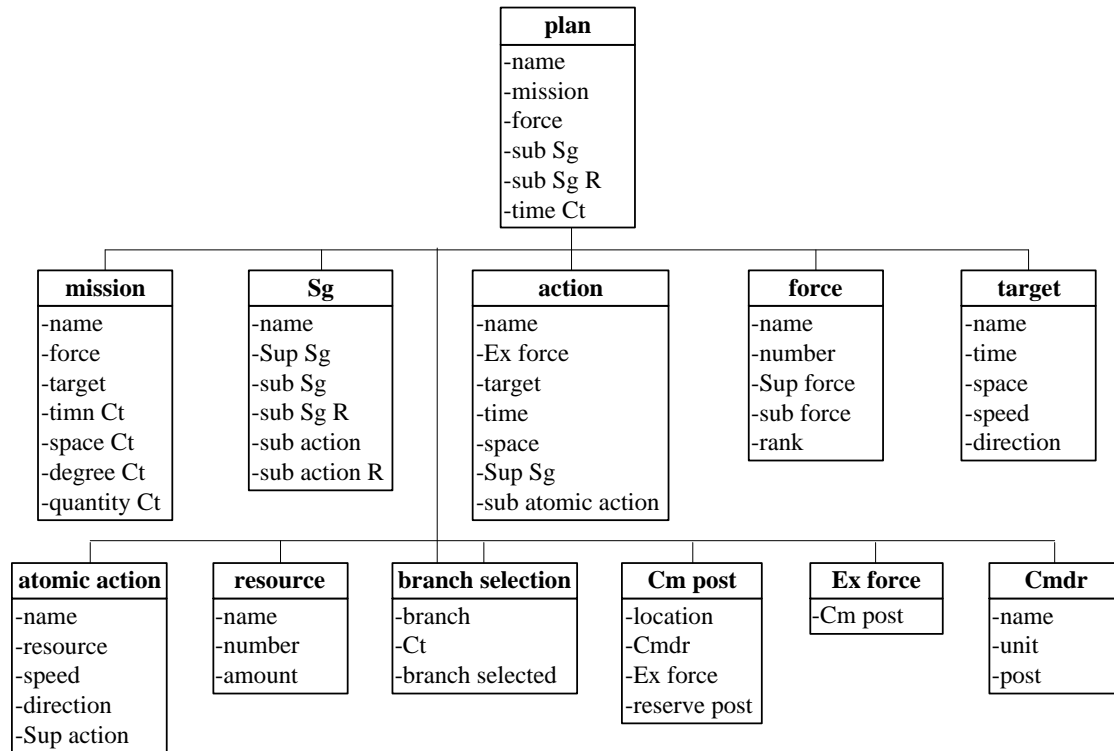 plan
-name
-mission
-force
-sub Sg
-sub Sg R
-time Ct
mission
-name
-force
-target
-timn Ct
-space Ct
-degree Ct
-quantity Ct
Sg
-name
-Sup Sg
-sub Sg
-sub Sg R
-sub action
-sub action R
action
-name
-Ex force
-target
-time
-space
-Sup Sg
-sub atomic action
force
-name
-number
-Sup force
-sub force
-rank
target
-name
-time
-space
-speed
-direction
atomic action
-name
-resource
-speed
-direction
-Sup action
resource
-name
-number
-amount
branch selection
-branch
-Ct
-branch selected
Cm post
-location
-Cmdr
-Ex force
-reserve post
Ex force
-Cm post
Cmdr
-name
-unit
-post